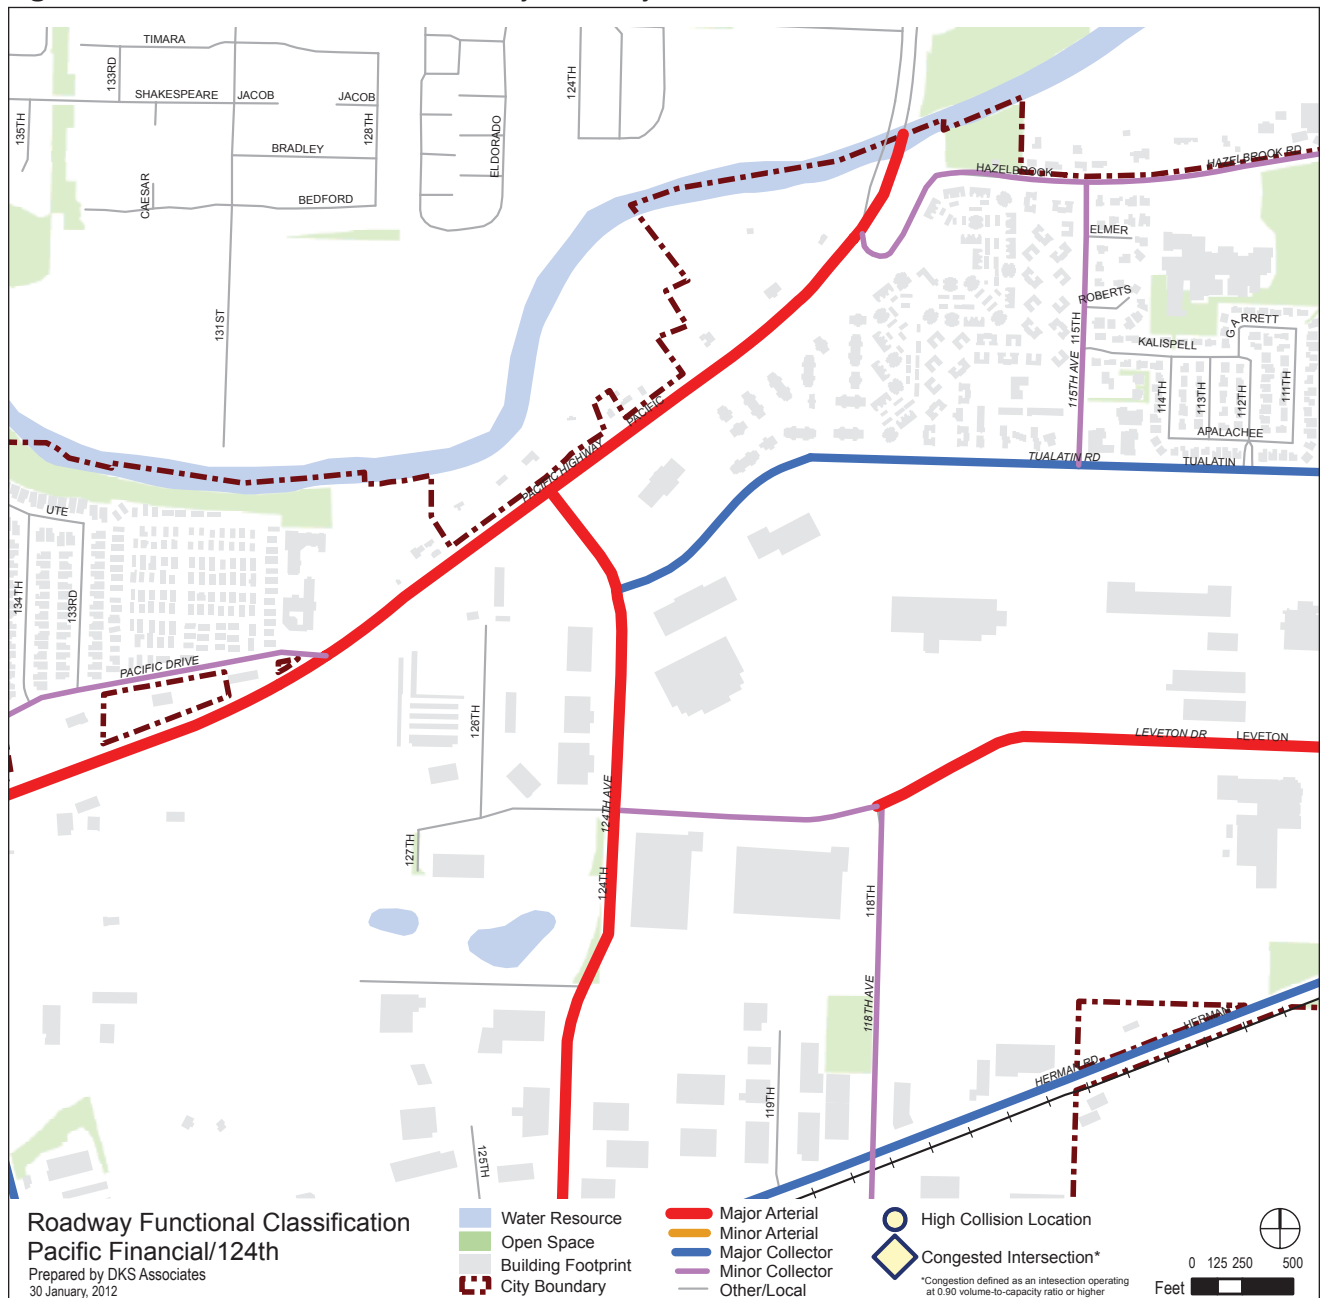 TIMARA
133RD
SHAKESPEARE
JACOB
JACOB
135TH
128TH
BRADLEY
CAESAR
BEDFORD
131ST
ELDORADO
124TH
HAZELBROOK
HAZELBROOK RD
ELMER
ROBERTS
115TH
115TH AVE
KALISPELL
GA
RRETT
114TH
113TH
112TH
111TH
APALACHEE
TUALATIN RD
TUALATIN
PACIFIC
PACIFIC HIGHWAY
UTE
134TH
133RD
PACIFIC DRIVE
126TH
127TH
124TH AVE
124TH
LEVETON DR
LEVETON
118TH
118TH AVE
119TH
125TH
HERMAN
HERMAN RD
Roadway Functional Classification
Pacific Financial/124th
Prepared by DKS Associates
30 January, 2012
Water Resource
Open Space
Building Footprint
City Boundary
Major Arterial
Minor Arterial
Major Collector
Minor Collector
Other/Local
High Collision Location
Congested Intersection*
*Congestion defined as an intesection operating
at 0.90 volume-to-capacity ratio or higher
0 125 250 500
Feet